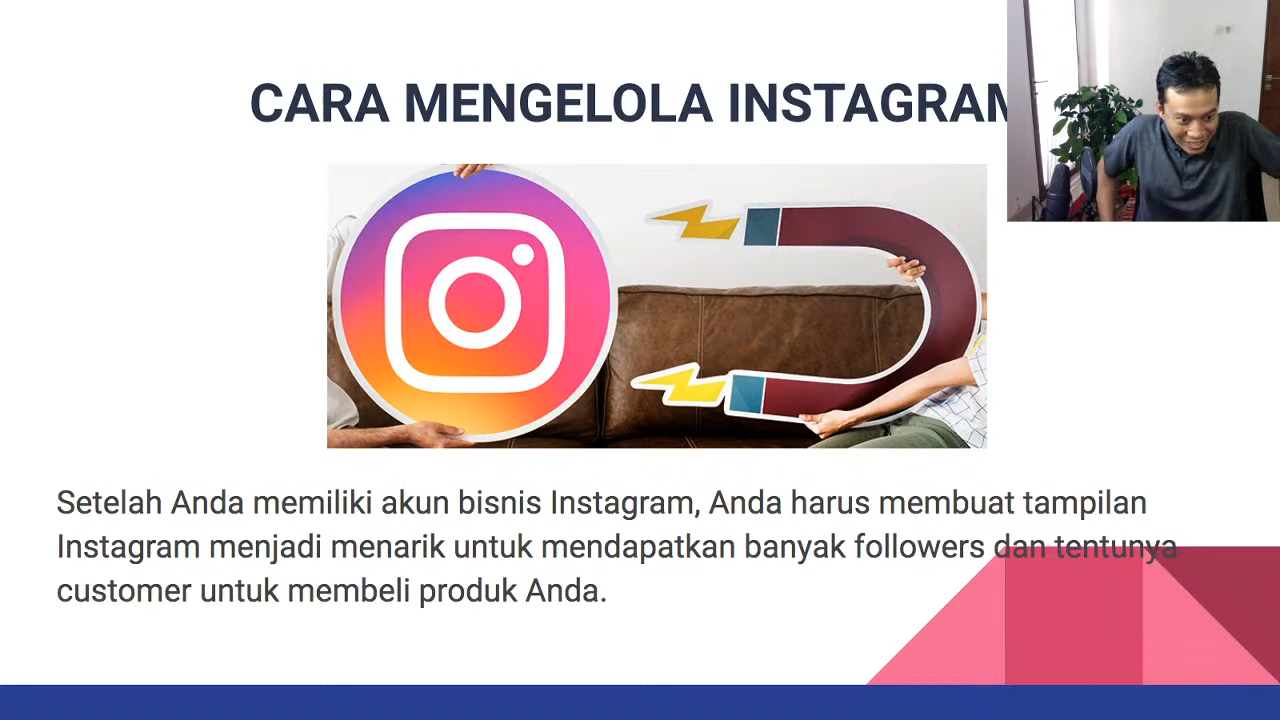 CARA MENGELOLA INSTAGRAM
Setelah Anda memiliki akun bisnis Instagram, Anda harus membuat tampilan
Instagram menjadi menarik untuk mendapatkan banyak followers dan tentunya
customer untuk membeli produk Anda.